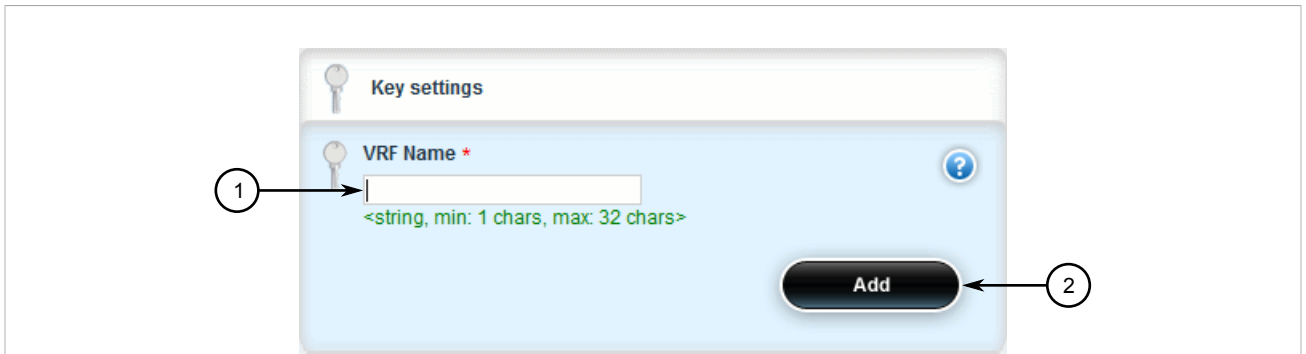 Key settings
VRF Name *
1
<string, min: 1 chars, max: 32 chars>
Add
2